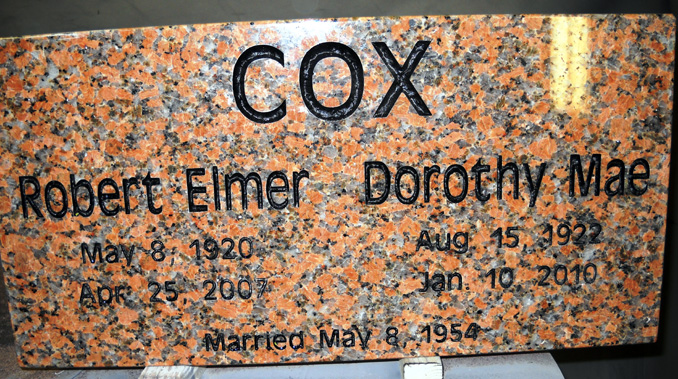 COX
Robert Elmer Dorothy Mae
May 8, 1920 Aug. 15, 1922
Apr. 25, 2007 Jan. 10, 2010
Married May 8, 1954